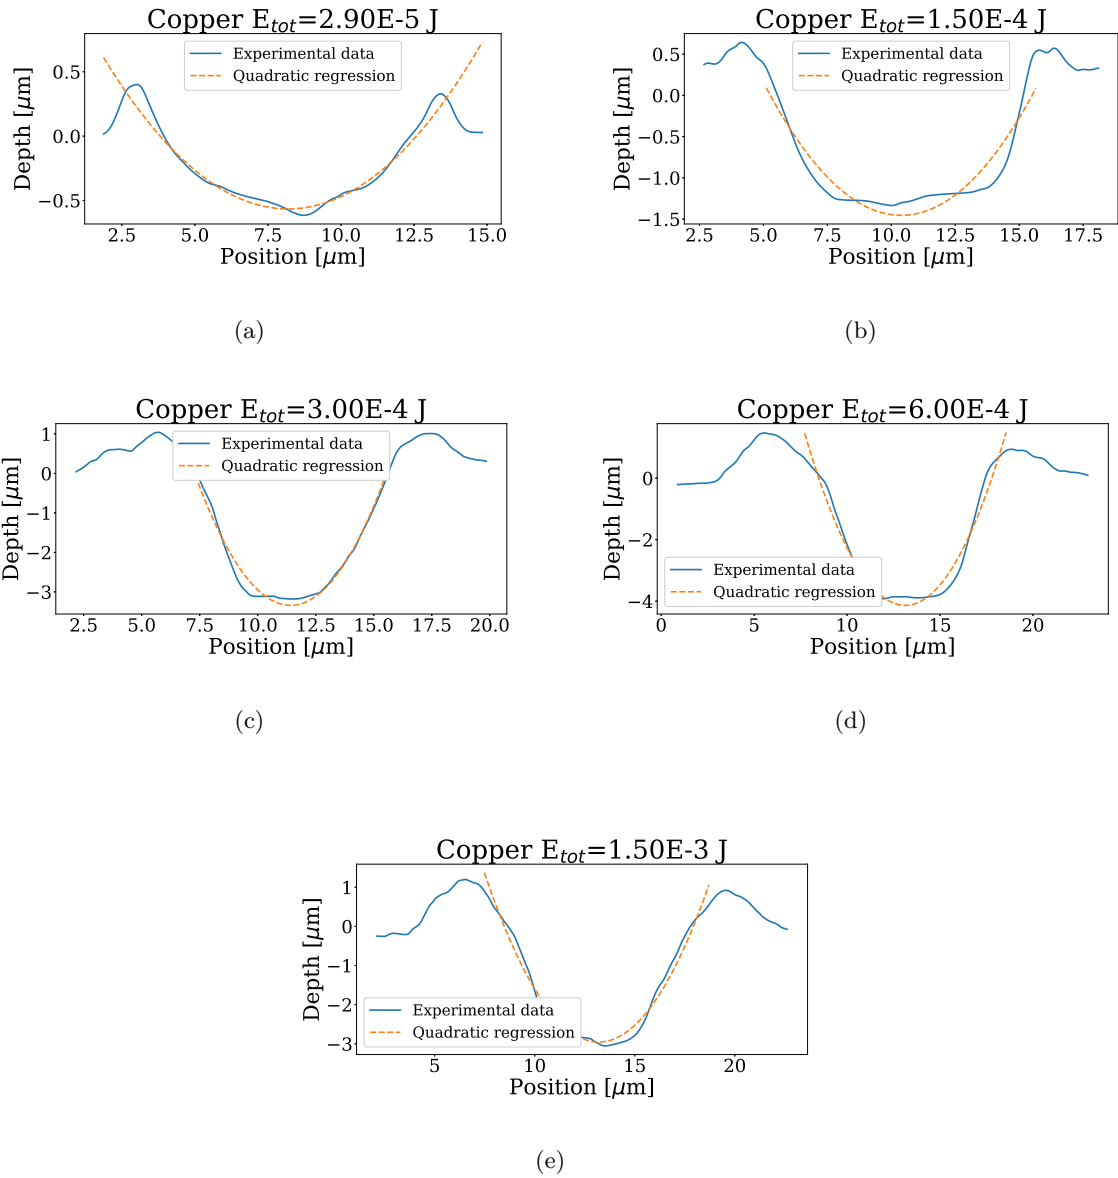 Copper E_tot=2.90E-5 J
Experimental data
Quadratic regression
Depth [μm]
0.5
0.0
−0.5
2.5 5.0 7.5 10.0 12.5 15.0
Position [μm]
(a)
Copper E_tot=1.50E-4 J
Experimental data
Quadratic regression
Depth [μm]
0.5
0.0
−0.5
−1.0
−1.5
2.5 5.0 7.5 10.0 12.5 15.0 17.5
Position [μm]
(b)
Copper E_tot=3.00E-4 J
Experimental data
Quadratic regression
Depth [μm]
1
0
−1
−2
−3
2.5 5.0 7.5 10.0 12.5 15.0 17.5 20.0
Position [μm]
(c)
Copper E_tot=6.00E-4 J
Depth [μm]
0
−2
−4
Experimental data
Quadratic regression
0 5 10 15 20
Position [μm]
(d)
Copper E_tot=1.50E-3 J
Depth [μm]
1
0
−1
−2
−3
Experimental data
Quadratic regression
5 10 15 20
Position [μm]
(e)